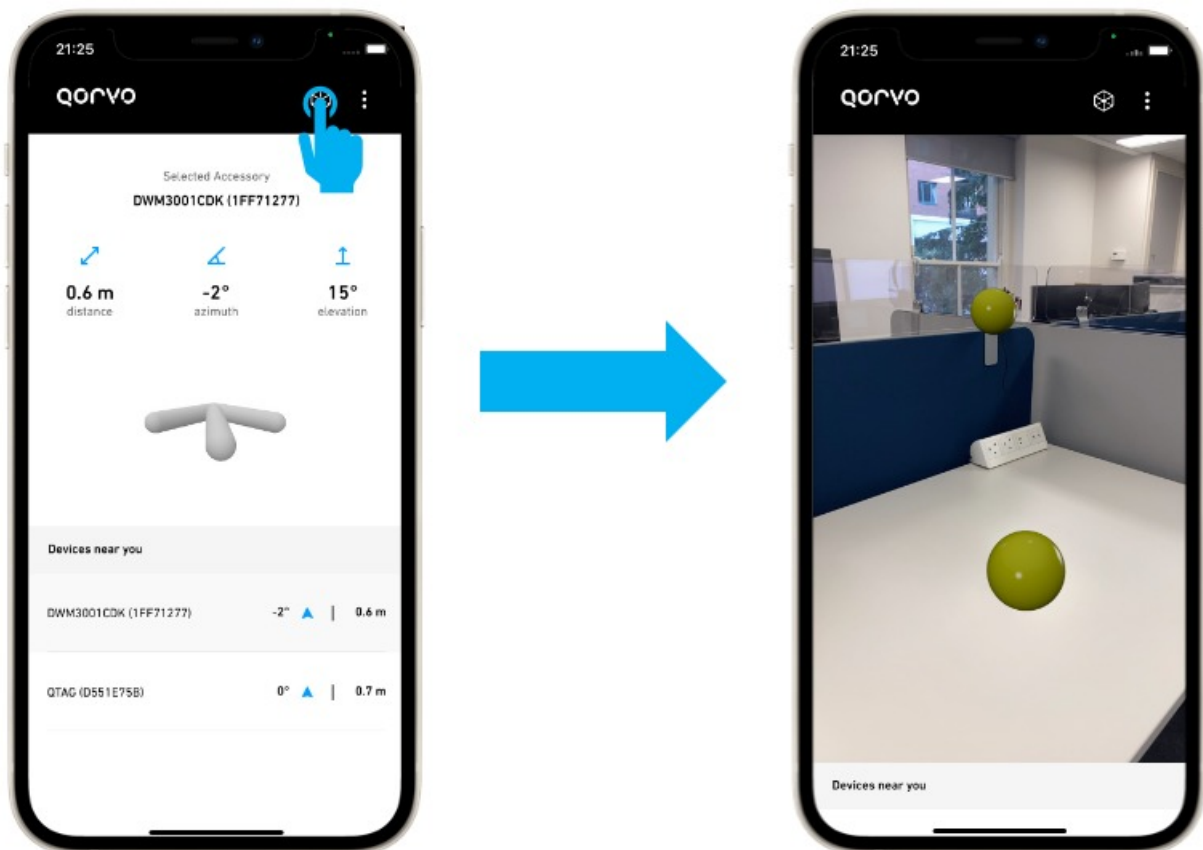 21:25
QORVO
Selected Accessory
DWM3001CDK (1FF71277)
0.6 m
-2°
15°
distance
azimuth
elevation
Devices near you
DWM3001CDK (1FF71277) -2° | 0.6 m
QTAG (D551E75B) 0° | 0.7 m
21:25
QORVO
Devices near you